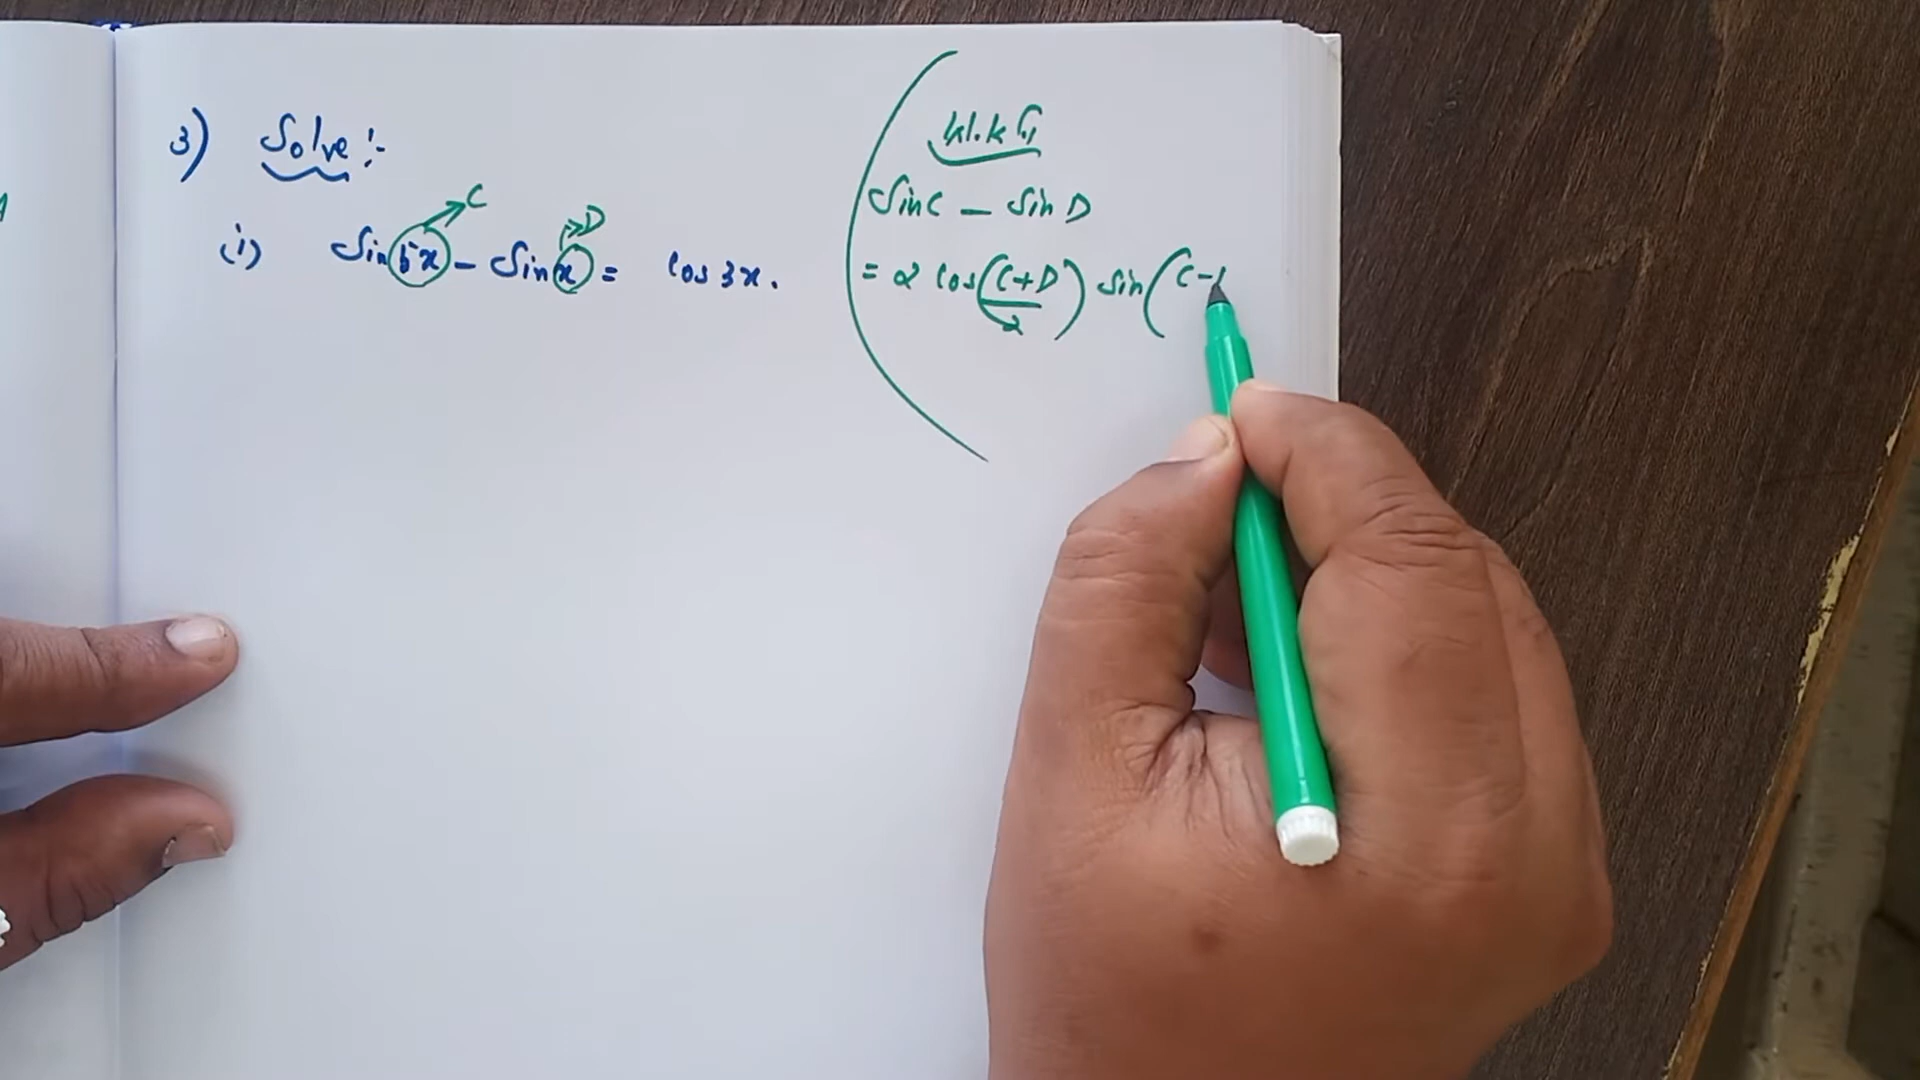 3) Solve :-
(i) Sin 5x - Sin x = Cos 3x.
C
D
W.K.T,
Sin C - Sin D
= 2 Cos(C+D/2) Sin(C-